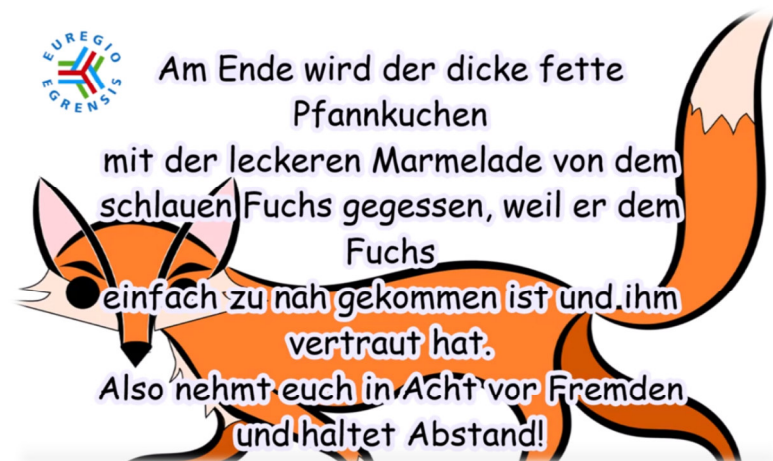 EUREGIO EGRENSIS
Am Ende wird der dicke fette
Pfannkuchen
mit der leckeren Marmelade von dem
schlauen Fuchs gegessen, weil er dem
Fuchs
einfach zu nah gekommen ist und.ihm
vertraut hat.
Also nehmt euch in Acht vor Fremden
und haltet Abstand!